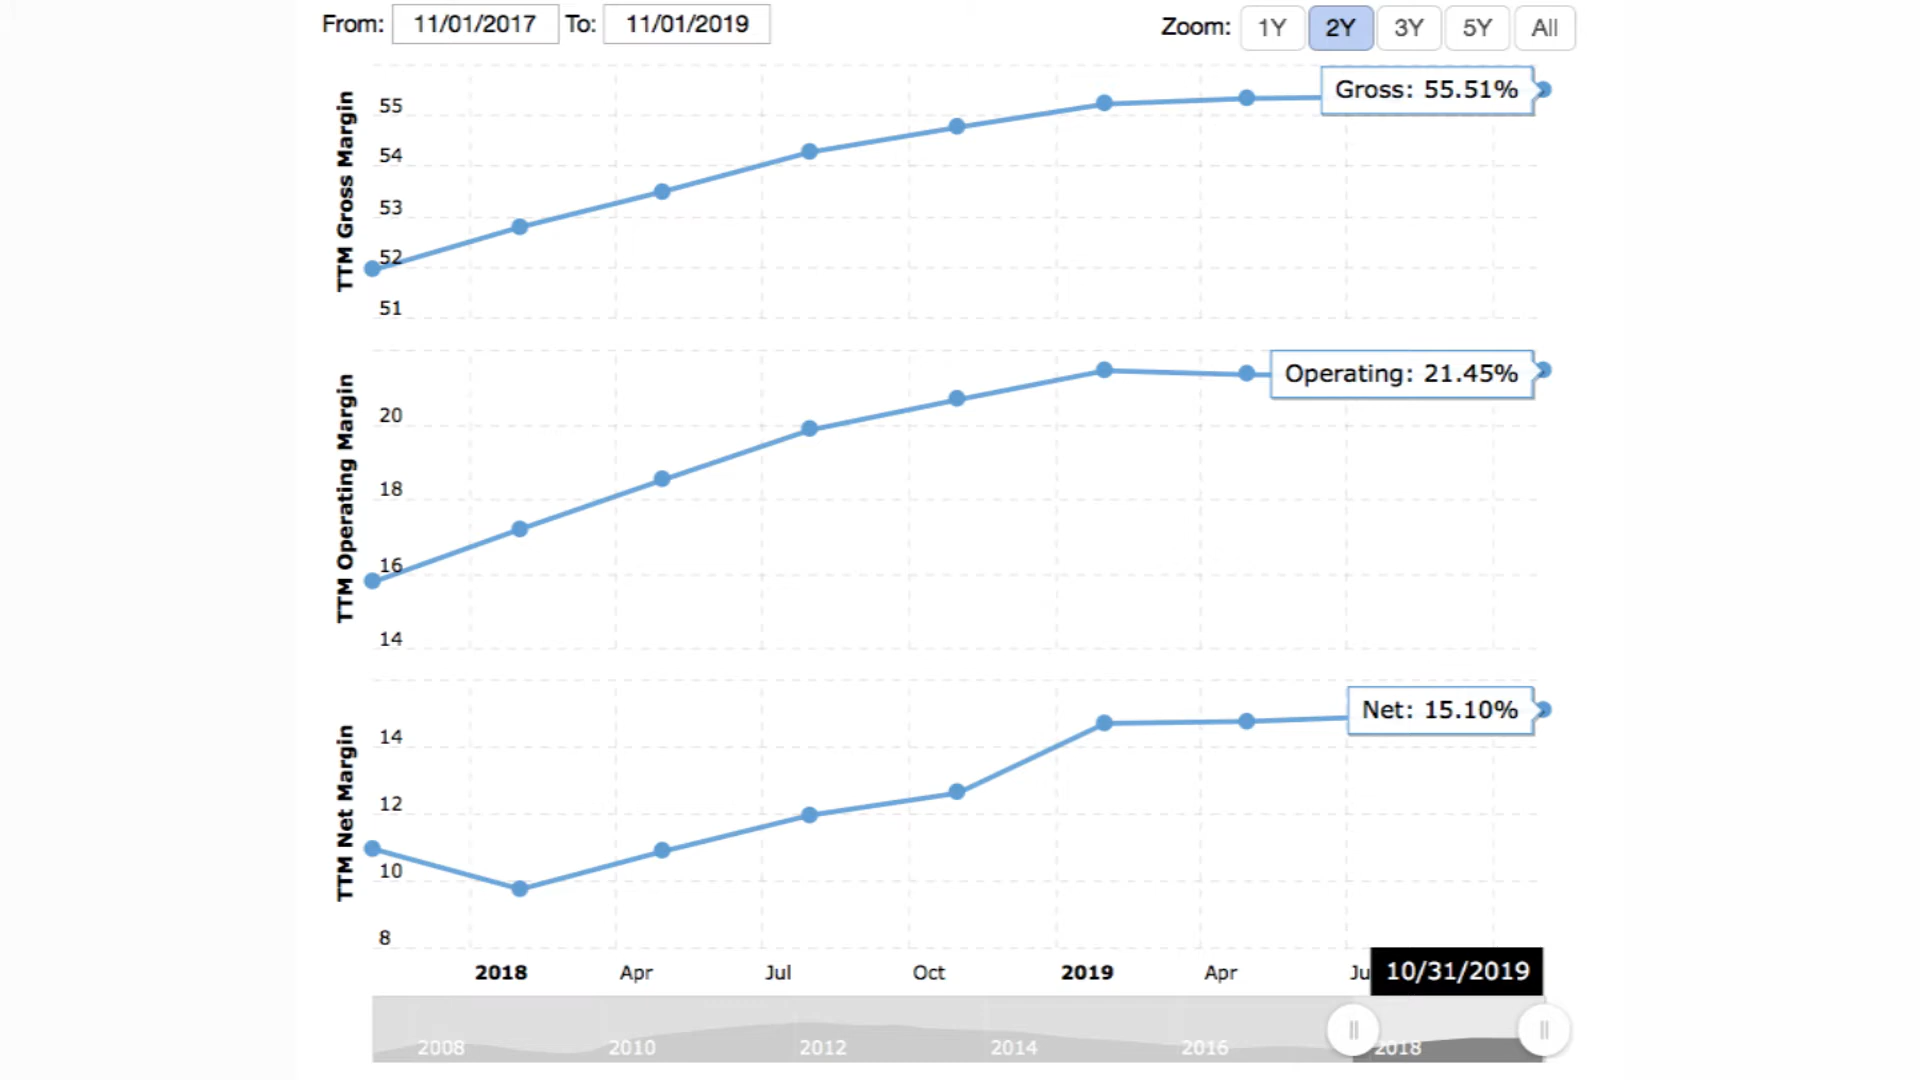 From: 11/01/2017 To: 11/01/2019 Zoom: 1Y 2Y 3Y 5Y All
TTM Gross Margin
55
54
53
52
51
Gross: 55.51%
TTM Operating Margin
20
18
16
14
Operating: 21.45%
TTM Net Margin
14
12
10
8
Net: 15.10%
2018 Apr Jul Oct 2019 Apr Ju 10/31/2019
2008 2010 2012 2014 2016 2018